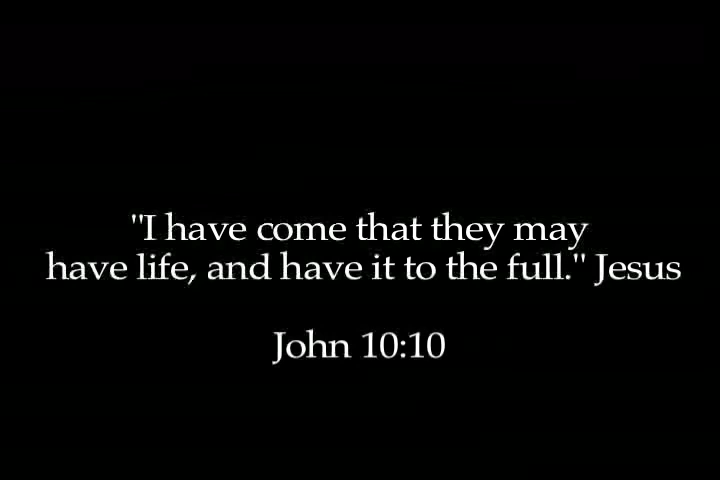 "I have come that they may
have life, and have it to the full." Jesus
John 10:10